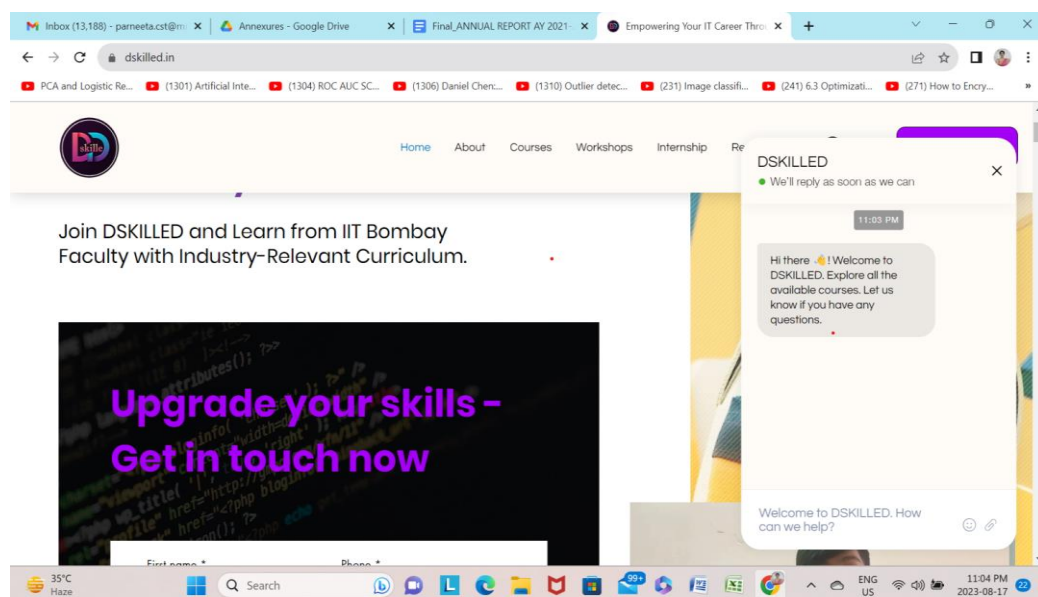 Inbox (13,188) - parneeta.cst@m
Annexures - Google Drive
Final_ANNUAL REPORT AY 2021-
Empowering Your IT Career Thro
dskilled.in
PCA and Logistic Re...
(1301) Artificial Inte...
(1304) ROC AUC SC...
(1306) Daniel Chen:...
(1310) Outlier detec...
(231) Image classifi...
(241) 6.3 Optimizati...
(271) How to Encry...
»
skille
Home
About
Courses
Workshops
Internship
Re
DSKILLED
We'll reply as soon as we can
11:03 PM
Hi there 👋! Welcome to
DSKILLED. Explore all the
available courses. Let us
know if you have any
questions.
Welcome to DSKILLED. How
can we help?
Join DSKILLED and Learn from IIT Bombay
Faculty with Industry-Relevant Curriculum.
Upgrade your skills -
Get in touch now
First name *
Phone *
35°C
Haze
Search
99+
ENG
US
11:04 PM
2023-08-17
22